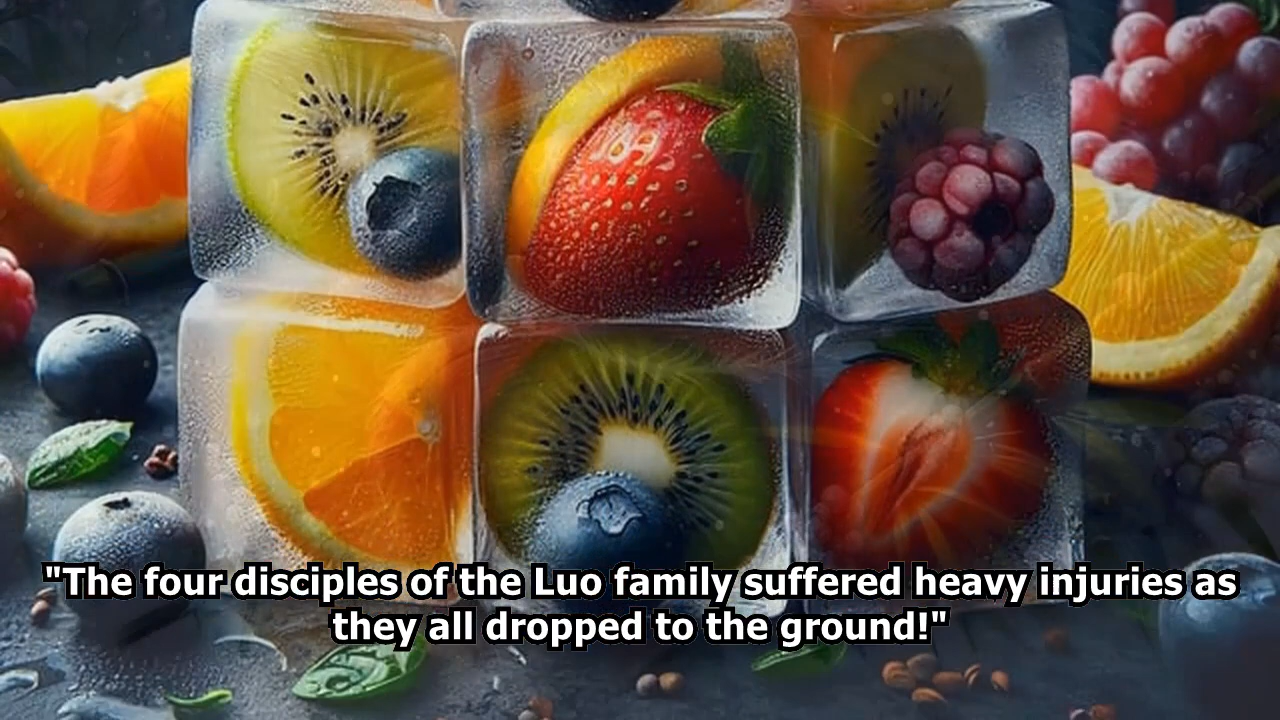 "The four disciples of the Luo family suffered heavy injuries as
they all dropped to the ground!"